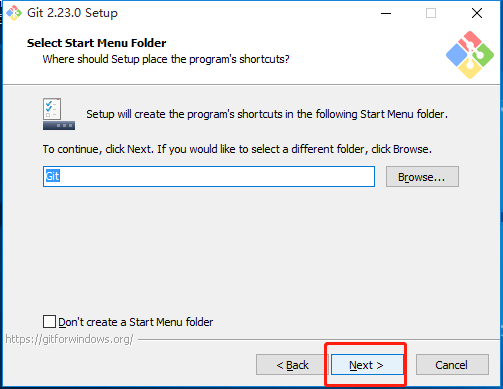 Git 2.23.0 Setup
Select Start Menu Folder
Where should Setup place the program's shortcuts?
Setup will create the program's shortcuts in the following Start Menu folder.
To continue, click Next. If you would like to select a different folder, click Browse.
Git
Browse...
Don't create a Start Menu folder
https://gitforwindows.org/
< Back
Next >
Cancel